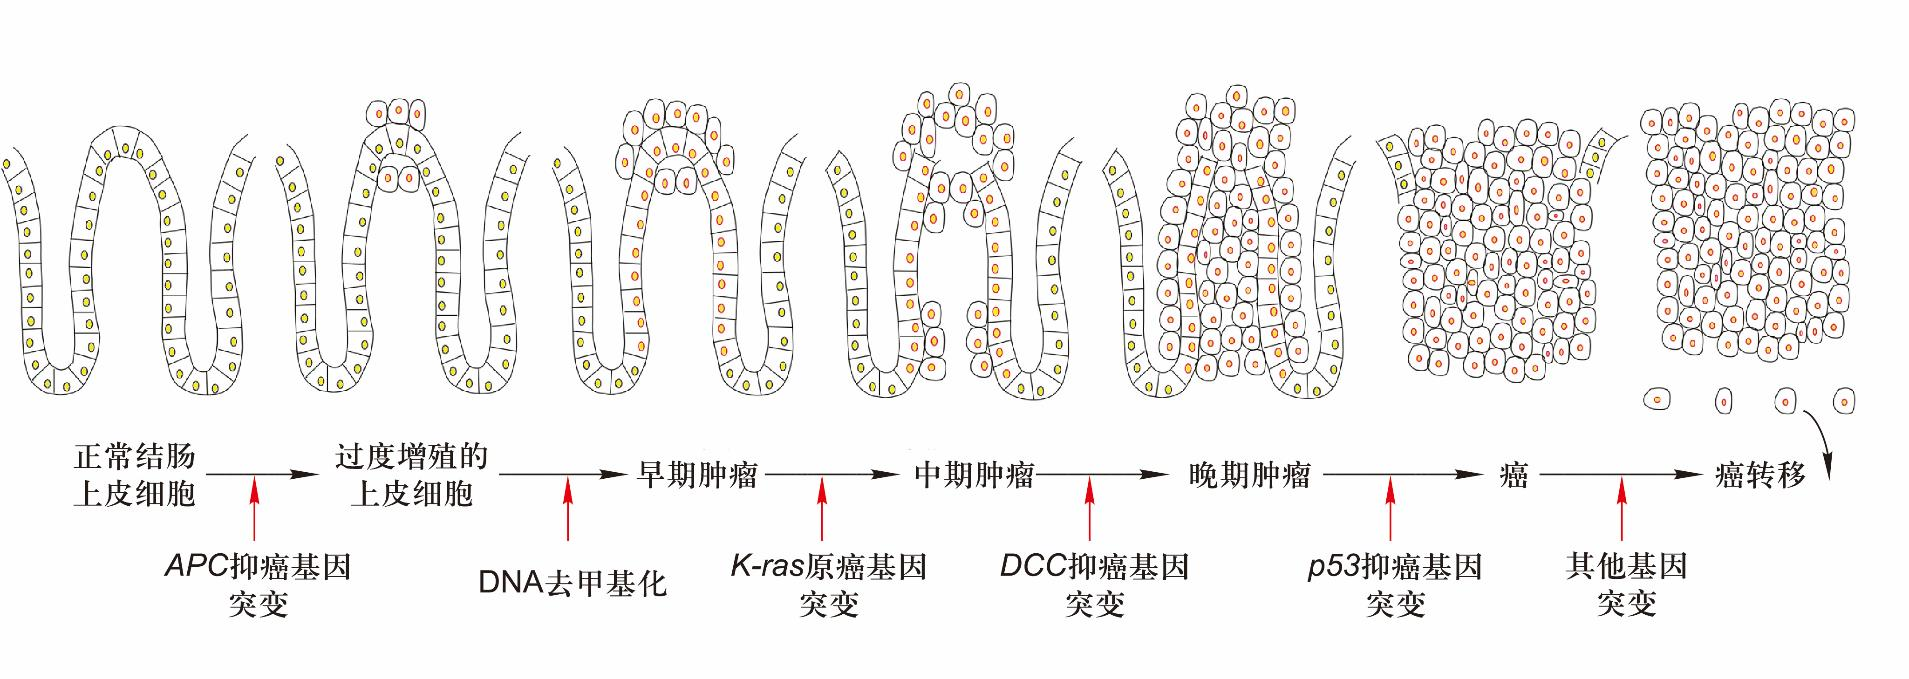 正常结肠
上皮细胞
过度增殖的
上皮细胞
早期肿瘤
中期肿瘤
晚期肿瘤
癌
癌转移
APC抑癌基因
突变
DNA去甲基化
K-ras原癌基因
突变
DCC抑癌基因
突变
p53抑癌基因
突变
其他基因
突变